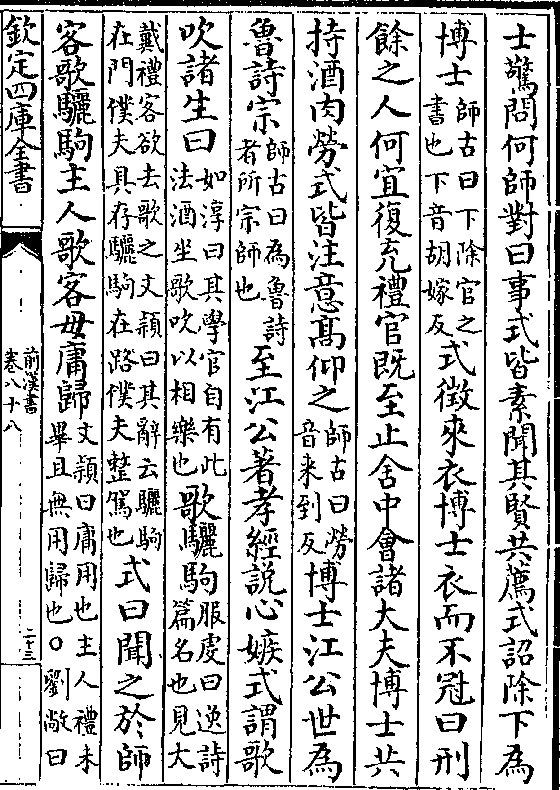 士驚問何師對曰事式皆素聞其賢共薦式詔除下為
博士師古曰下除官之書也下音胡嫁反式徵來衣博士衣而不冠曰刑
餘之人何宜復充禮官既至止舍中會諸大夫博士共
持酒肉勞式皆注意髙仰之師古曰勞音来到反博士江公世為
魯詩宗師古曰為魯詩者所宗師也至江公著孝經說心嫉式謂歌
吹諸生曰如淳曰其學官自有此法酒坐歌吹以相樂也歌驪駒服䖍曰逸詩篇名也見大
戴禮客欲去歌之文頴曰其辭云驪駒在門僕夫具存驪駒在路僕夫整駕也式曰聞之於師
客歌驪駒主人歌客毋庸歸文頴曰庸用也主人禮未畢且無用歸也○劉敞曰
欽定四庫全書
前漢書
卷八十八
二十三